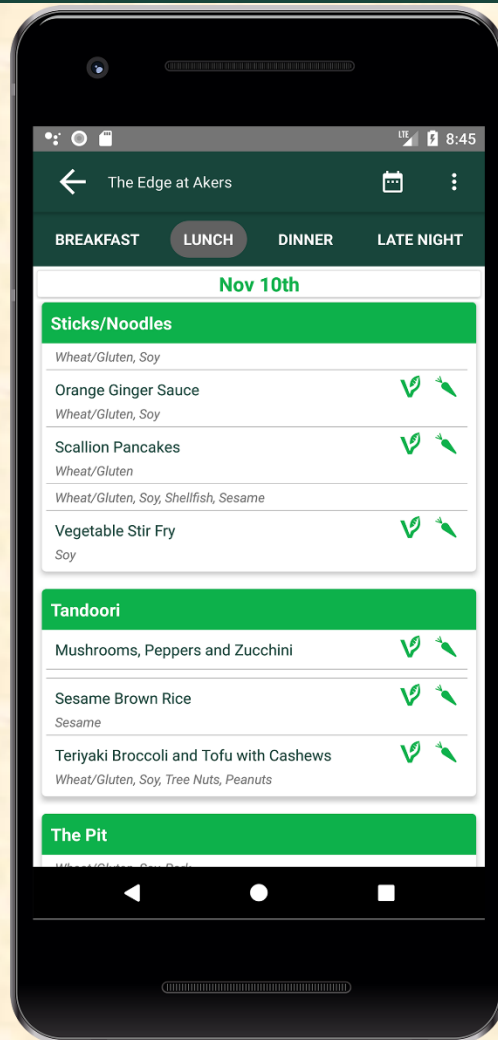 LTE 8:45
The Edge at Akers
BREAKFAST LUNCH DINNER LATE NIGHT
Nov 10th
Sticks/Noodles
Wheat/Gluten, Soy
Orange Ginger Sauce
Wheat/Gluten, Soy
Scallion Pancakes
Wheat/Gluten
Wheat/Gluten, Soy, Shellfish, Sesame
Vegetable Stir Fry
Soy
Tandoori
Mushrooms, Peppers and Zucchini
Sesame Brown Rice
Sesame
Teriyaki Broccoli and Tofu with Cashews
Wheat/Gluten, Soy, Tree Nuts, Peanuts
The Pit